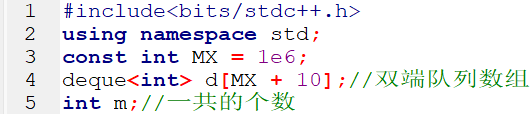 1 #include<bits/stdc++.h>
2 using namespace std;
3 const int MX = 1e6;
4 deque<int> d[MX + 10];//双端队列数组
5 int m;//一共的个数